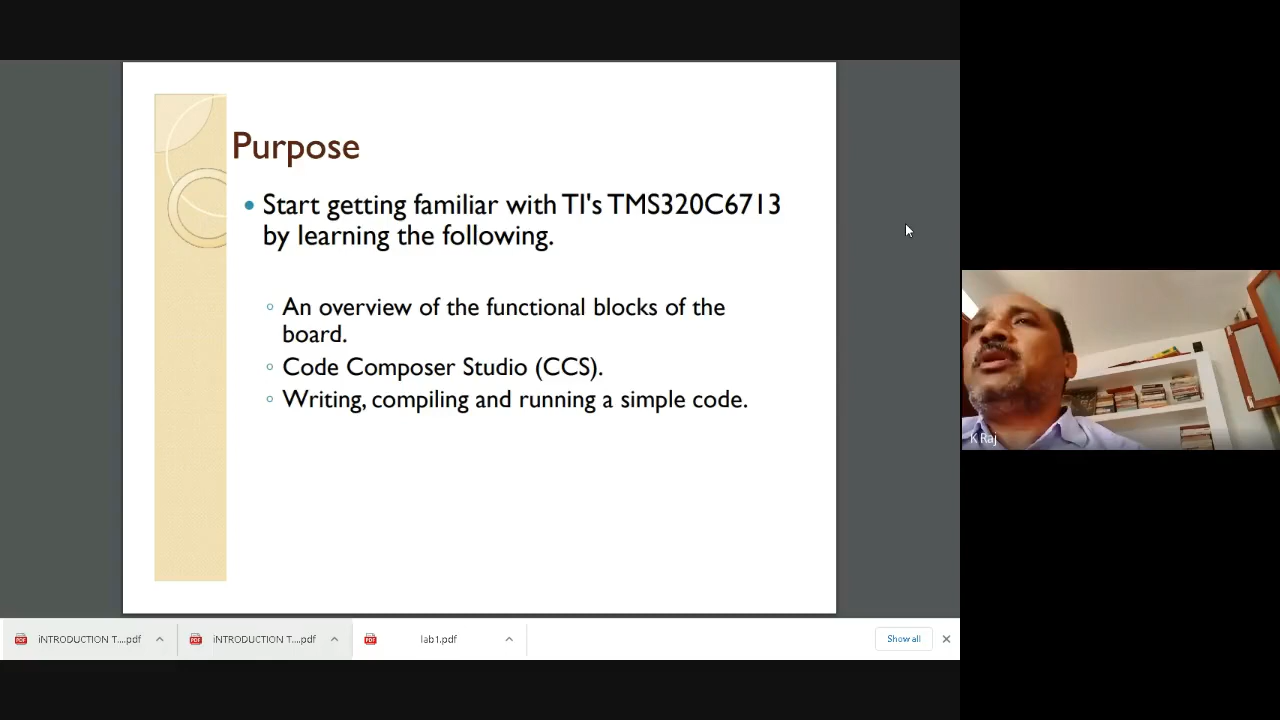 Purpose
Start getting familiar with TI's TMS320C6713
by learning the following.
An overview of the functional blocks of the
board.
Code Composer Studio (CCS).
Writing, compiling and running a simple code.
K Raj
iNTRODUCTION T....pdf
iNTRODUCTION T....pdf
lab1.pdf
Show all